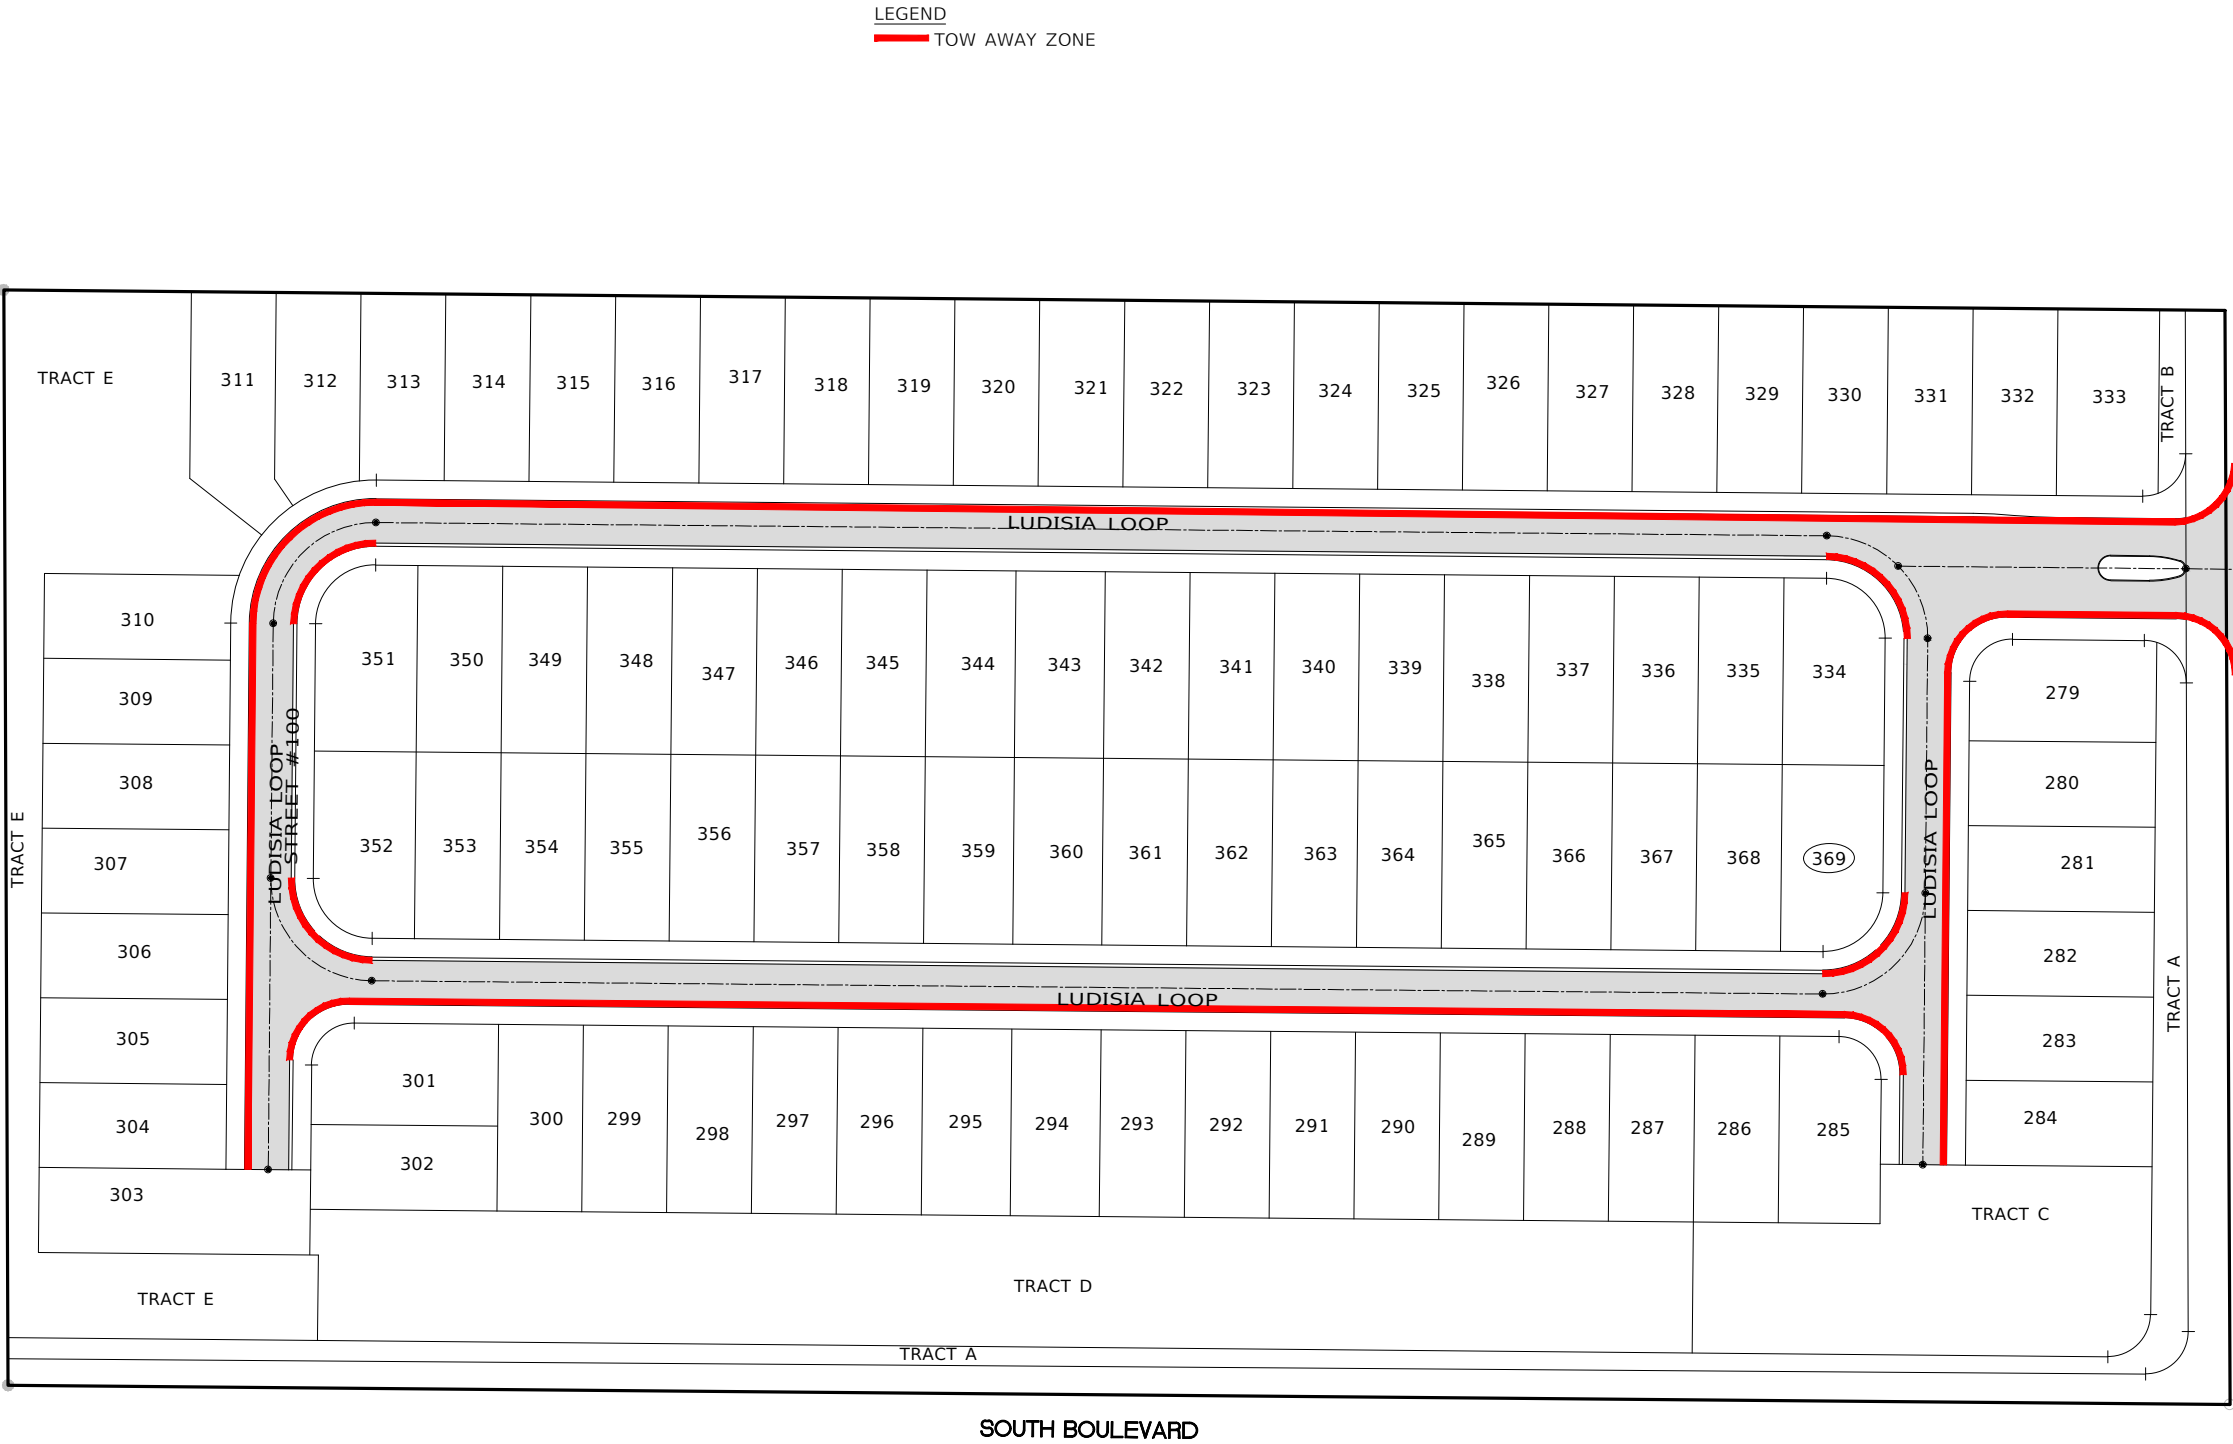 LEGEND
TOW AWAY ZONE
TRACT E
311 312 313 314 315 316 317 318 319 320 321 322 323 324 325 326 327 328 329 330 331 332 333
TRACT B
LUDISIA LOOP
310
309
308
307
306
305
304
303
TRACT E
LUDISIA LOOP
STREET #100
351 350 349 348 347 346 345 344 343 342 341 340 339 338 337 336 335 334
352 353 354 355 356 357 358 359 360 361 362 363 364 365 366 367 368 369
LUDISIA LOOP
279
280
281
282
283
284
TRACT A
LUDISIA LOOP
301
302
300 299 298 297 296 295 294 293 292 291 290 289 288 287 286 285
TRACT C
TRACT E
TRACT D
TRACT A
SOUTH BOULEVARD